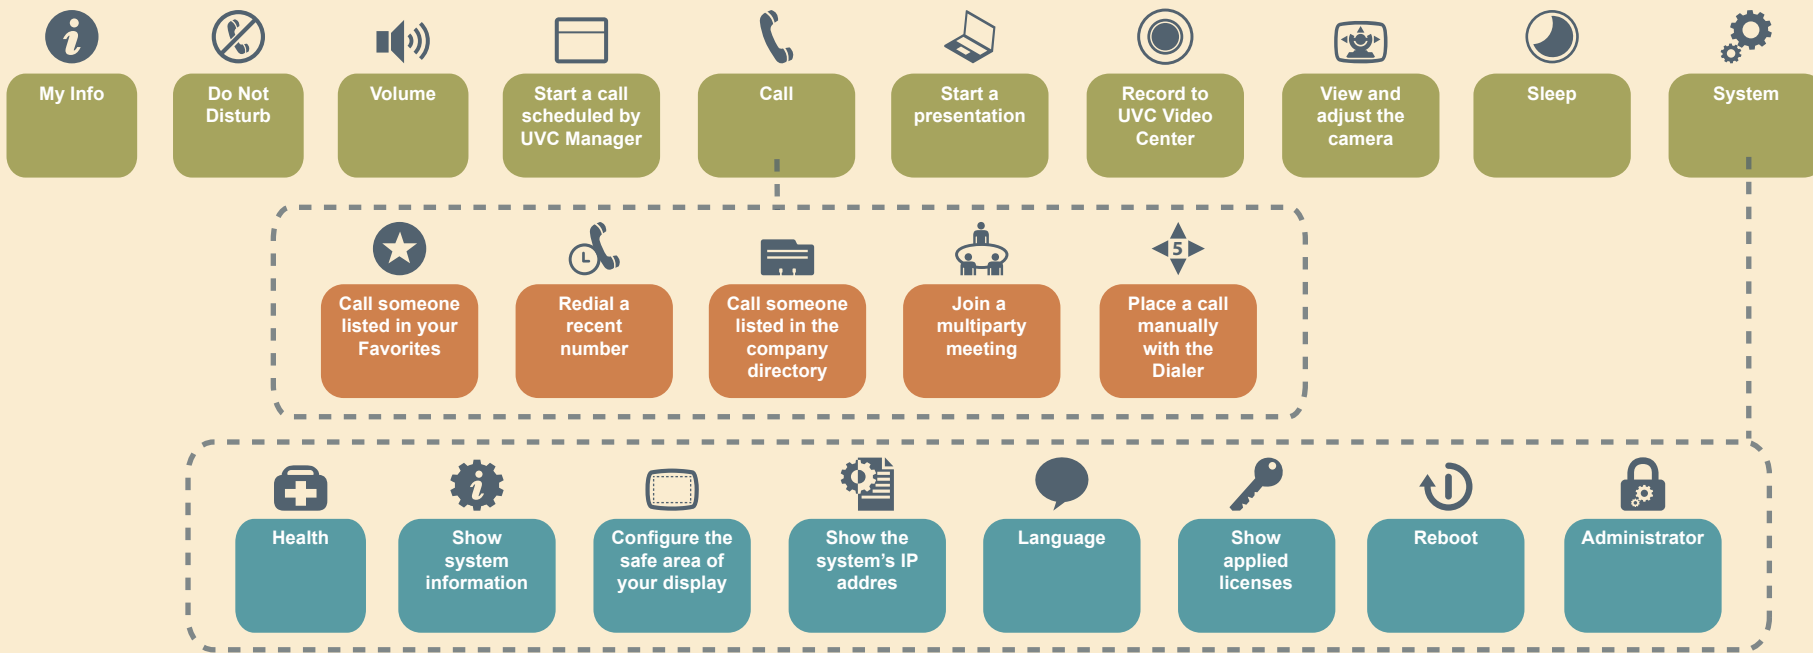 My Info
Do Not
Disturb
Volume
Start a call
scheduled by
UVC Manager
Call
Start a
presentation
Record to
UVC Video
Center
View and
adjust the
camera
Sleep
System
Call someone
listed in your
Favorites
Redial a
recent
number
Call someone
listed in the
company
directory
Join a
multiparty
meeting
5
Place a call
manually
with the
Dialer
Health
Show
system
information
Configure the
safe area of
your display
Show the
system’s IP
addres
Language
Show
applied
licenses
Reboot
Administrator